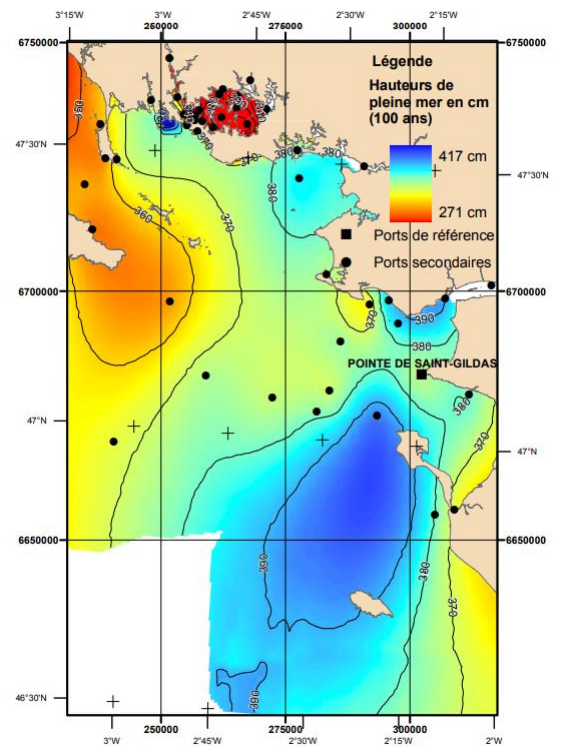 3°15'W 3°W 2°45'W 2°30'W 2°15'W
250000 275000 300000
6750000 6750000
Légende
Hauteurs de
pleine mer en cm
(100 ans)
417 cm
271 cm
Ports de référence
Ports secondaires
47°30'N 47°30'N
360
370
380
380
380
360
370
380
6700000 6700000
370
390
380
POINTE DE SAINT-GILDAS
380
370
47°N 47°N
6650000 6650000
380
370
390
46°30'N
250000 275000 300000
3°W 2°45'W 2°30'W 2°15'W 2°W